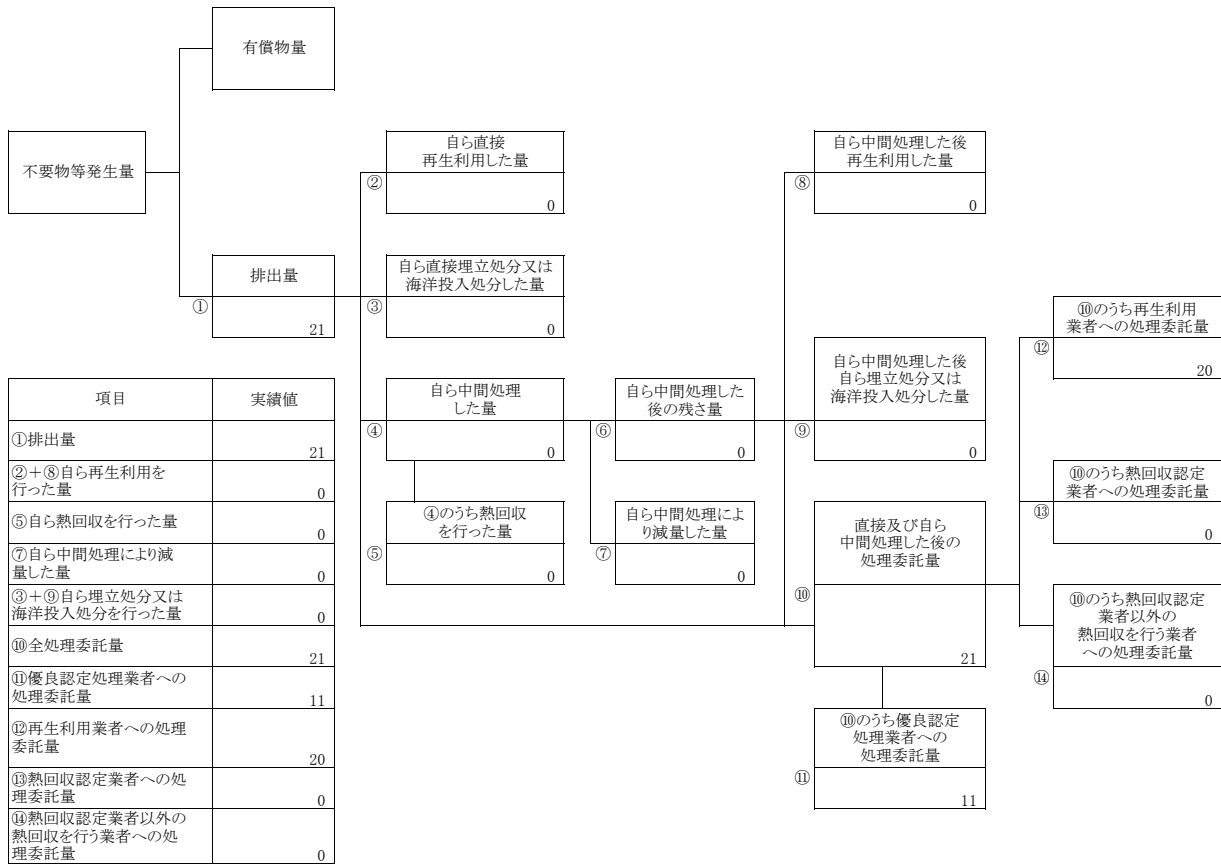 有償物量
不要物等発生量
自ら直接
再生利用した量
②
0
自ら中間処理した後
再生利用した量
⑧
0
排出量
①
21
自ら直接埋立処分又は
海洋投入処分した量
③
0
⑩のうち再生利用
業者への処理委託量
⑫
20
自ら中間処理
した量
④
0
自ら中間処理した
後の残さ量
⑥
0
自ら中間処理した後
自ら埋立処分又は
海洋投入処分した量
⑨
0
④のうち熱回収
を行った量
⑤
0
自ら中間処理によ
り減量した量
⑦
0
直接及び自ら
中間処理した後の
処理委託量
⑩
21
⑩のうち熱回収認定
業者への処理委託量
⑬
0
⑩のうち熱回収認定
業者以外の
熱回収を行う業者
への処理委託量
⑭
0
⑩のうち優良認定
処理業者への
処理委託量
⑪
11
項目 実績値
①排出量
21
②＋⑧自ら再生利用を
行った量
0
⑤自ら熱回収を行った量
0
⑦自ら中間処理により減
量した量
0
③＋⑨自ら埋立処分又は
海洋投入処分を行った量
0
⑩全処理委託量
21
⑪優良認定処理業者への
処理委託量
11
⑫再生利用業者への処理
委託量
20
⑬熱回収認定業者への処
理委託量
0
⑭熱回収認定業者以外の
熱回収を行う業者への処
理委託量
0